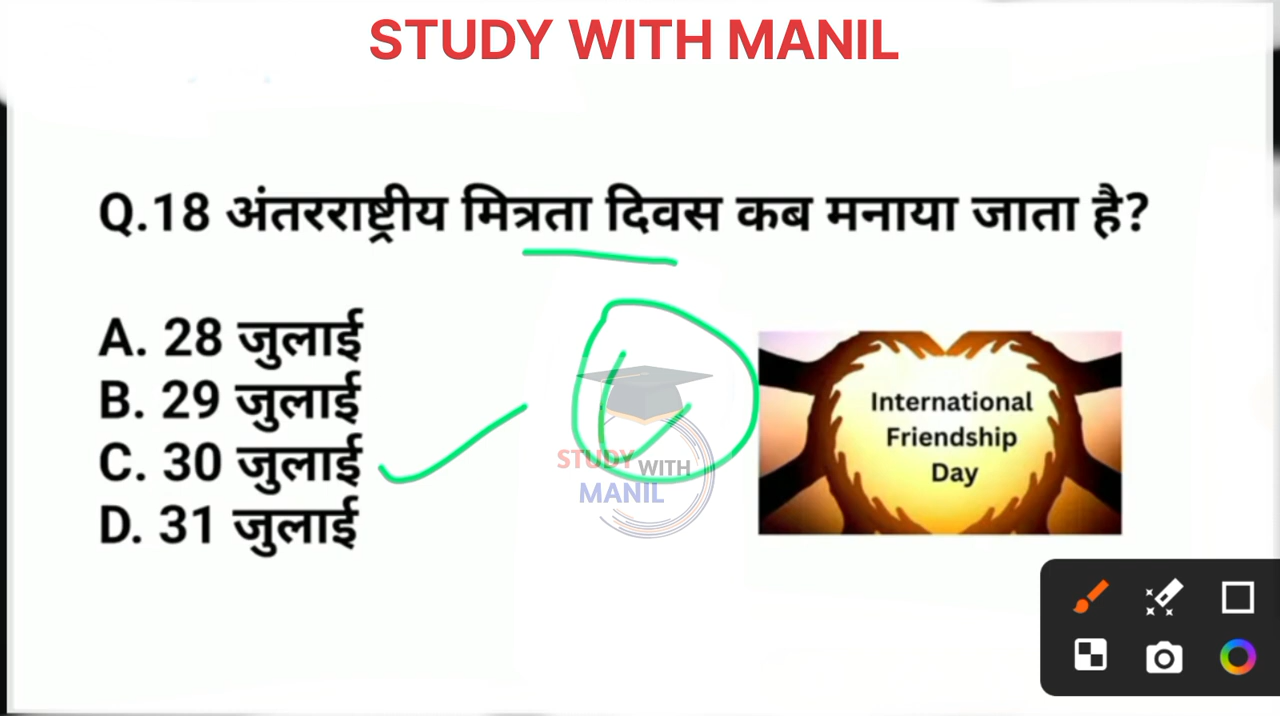 STUDY WITH MANIL
Q.18 अंतरराष्ट्रीय मित्रता दिवस कब मनाया जाता है?
A. 28 जुलाई
B. 29 जुलाई
C. 30 जुलाई
D. 31 जुलाई
International
Friendship
Day
STUDY WITH
MANIL